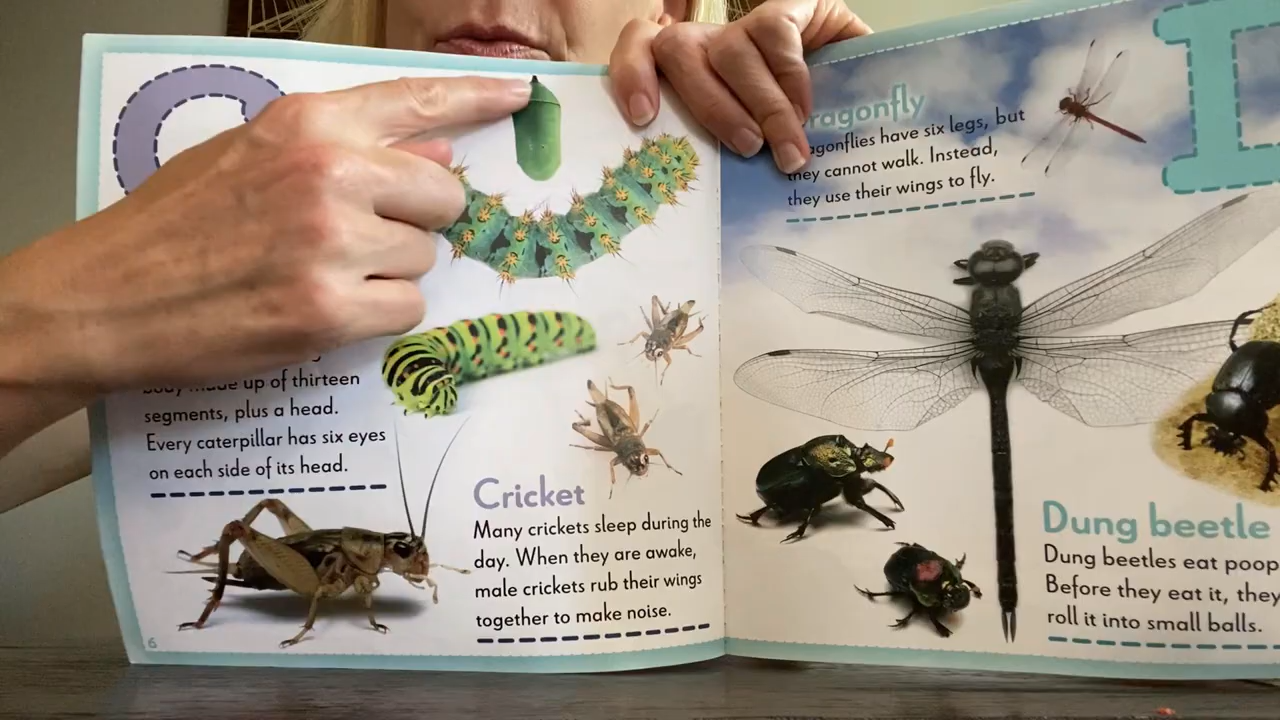 C
body made up of thirteen
segments, plus a head.
Every caterpillar has six eyes
on each side of its head.
Cricket
Many crickets sleep during the
day. When they are awake,
male crickets rub their wings
together to make noise.
6
D
ragonfly
agonflies have six legs, but
they cannot walk. Instead,
they use their wings to fly.
Dung beetle
Dung beetles eat poop
Before they eat it, they
roll it into small balls.